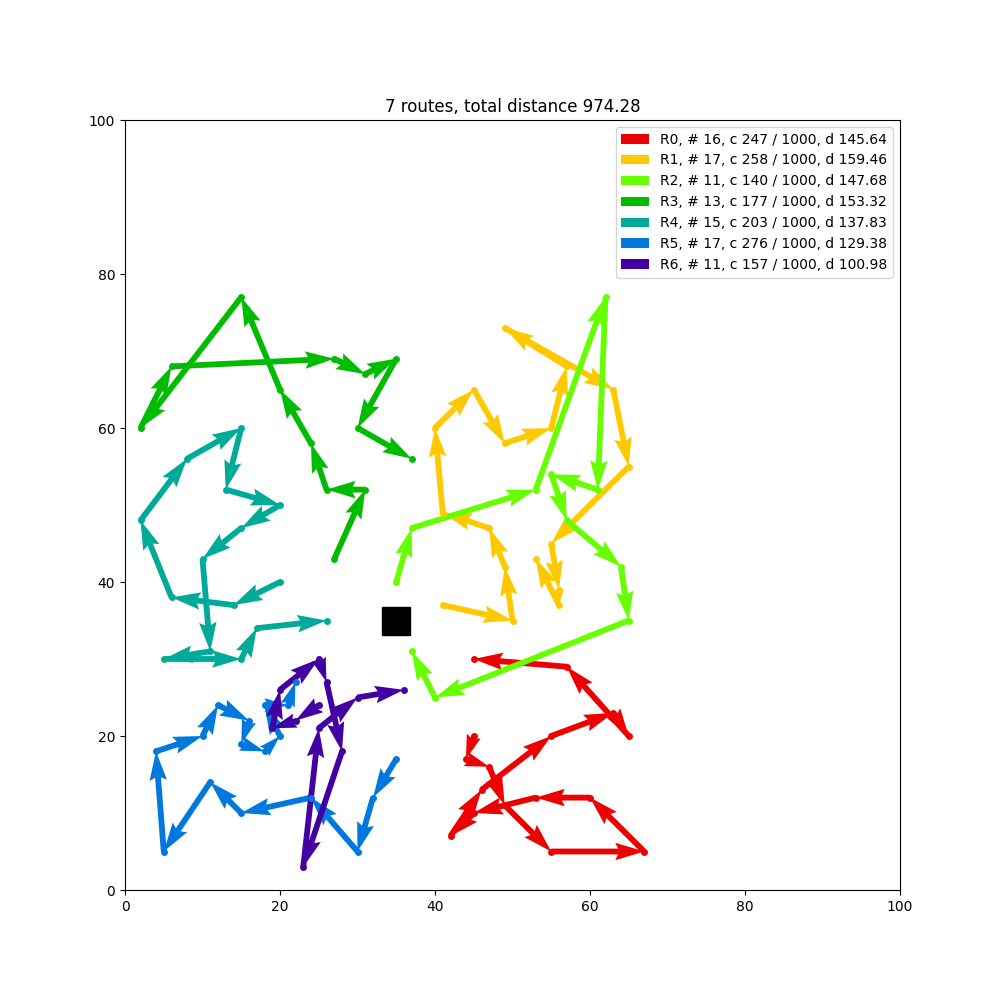 7 routes, total distance 974.28
R0, # 16, c 247 / 1000, d 145.64
R1, # 17, c 258 / 1000, d 159.46
R2, # 11, c 140 / 1000, d 147.68
R3, # 13, c 177 / 1000, d 153.32
R4, # 15, c 203 / 1000, d 137.83
R5, # 17, c 276 / 1000, d 129.38
R6, # 11, c 157 / 1000, d 100.98
100
80
60
40
20
0
0 20 40 60 80 100